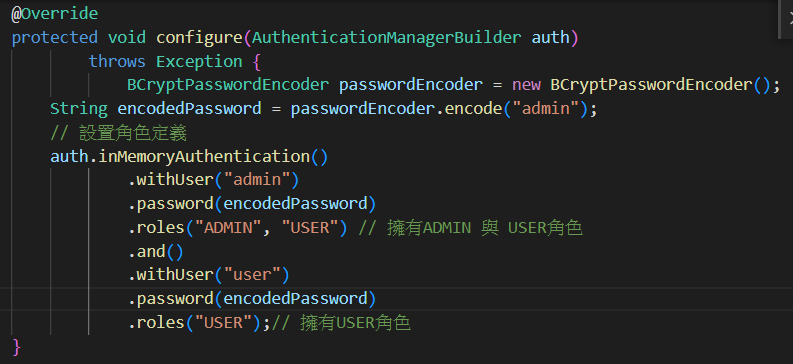 @Override
protected void configure(AuthenticationManagerBuilder auth)
throws Exception {
BCryptPasswordEncoder passwordEncoder = new BCryptPasswordEncoder();
String encodedPassword = passwordEncoder.encode("admin");
// 設置角色定義
auth.inMemoryAuthentication()
.withUser("admin")
.password(encodedPassword)
.roles("ADMIN", "USER") // 擁有ADMIN 與 USER角色
.and()
.withUser("user")
.password(encodedPassword)
.roles("USER");// 擁有USER角色
}